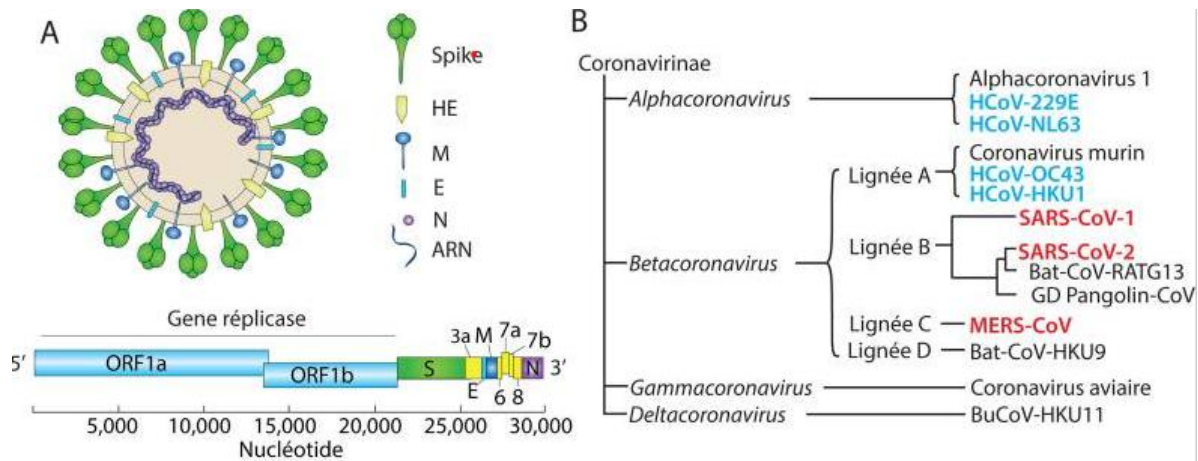 A
Spike
HE
M
E
N
ARN
Gene réplicase
5′ ORF1a ORF1b S E 3a M 6 7a 7b 8 N 3′
5,000 10,000 15,000 20,000 25,000 30,000
Nucléotide
B
Coronavirinae
Alphacoronavirus
Alphacoronavirus 1
HCoV-229E
HCoV-NL63
Betacoronavirus
Lignée A
Coronavirus murin
HCoV-OC43
HCoV-HKU1
Lignée B
SARS-CoV-1
SARS-CoV-2
Bat-CoV-RATG13
GD Pangolin-CoV
Lignée C
MERS-CoV
Lignée D
Bat-CoV-HKU9
Gammacoronavirus
Coronavirus aviaire
Deltacoronavirus
BuCoV-HKU11